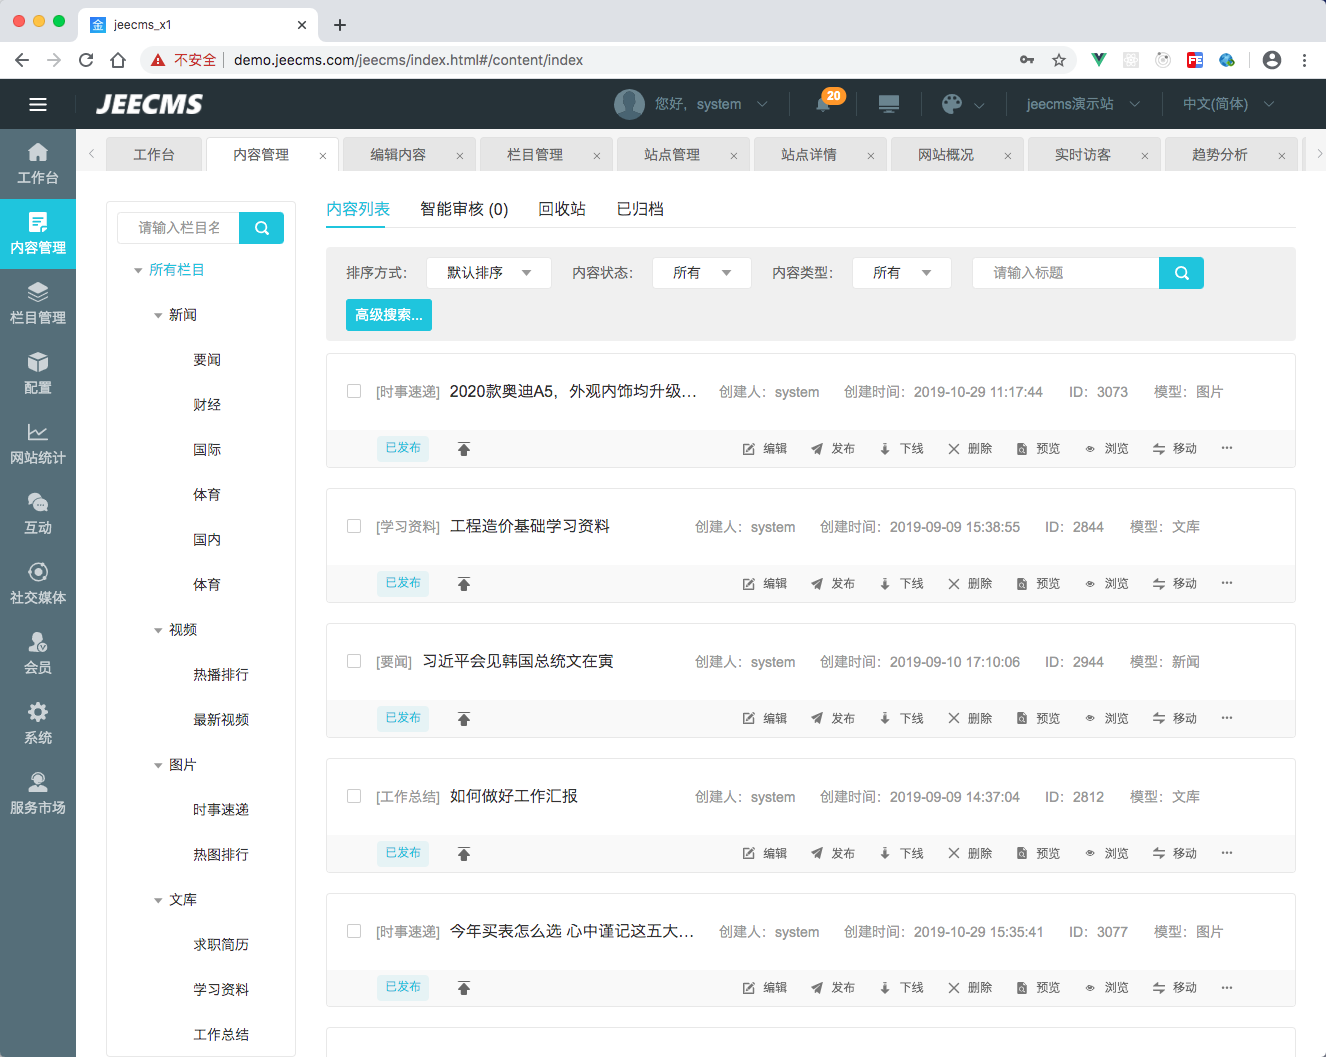 金 jeecms_x1
不安全 demo.jeecms.com/jeecms/index.html#/content/index
FE
JEECMS 您好，system 20 jeecms演示站 中文(简体)
工作台 内容管理 编辑内容 栏目管理 站点管理 站点详情 网站概况 实时访客 趋势分析
工作台
内容管理
栏目管理
配置
网站统计
互动
社交媒体
会员
系统
服务市场
请输入栏目名
所有栏目
新闻
要闻
财经
国际
体育
国内
体育
视频
热播排行
最新视频
图片
时事速递
热图排行
文库
求职简历
学习资料
工作总结
内容列表 智能审核 (0) 回收站 已归档
排序方式： 默认排序 内容状态： 所有 内容类型： 所有 请输入标题
高级搜索...
[时事速递] 2020款奥迪A5，外观内饰均升级... 创建人：system 创建时间：2019-10-29 11:17:44 ID：3073 模型：图片
已发布 编辑 发布 下线 删除 预览 浏览 移动 ···
[学习资料] 工程造价基础学习资料 创建人：system 创建时间：2019-09-09 15:38:55 ID：2844 模型：文库
已发布 编辑 发布 下线 删除 预览 浏览 移动 ···
[要闻] 习近平会见韩国总统文在寅 创建人：system 创建时间：2019-09-10 17:10:06 ID：2944 模型：新闻
已发布 编辑 发布 下线 删除 预览 浏览 移动 ···
[工作总结] 如何做好工作汇报 创建人：system 创建时间：2019-09-09 14:37:04 ID：2812 模型：文库
已发布 编辑 发布 下线 删除 预览 浏览 移动 ···
[时事速递] 今年买表怎么选 心中谨记这五大... 创建人：system 创建时间：2019-10-29 15:35:41 ID：3077 模型：图片
已发布 编辑 发布 下线 删除 预览 浏览 移动 ···